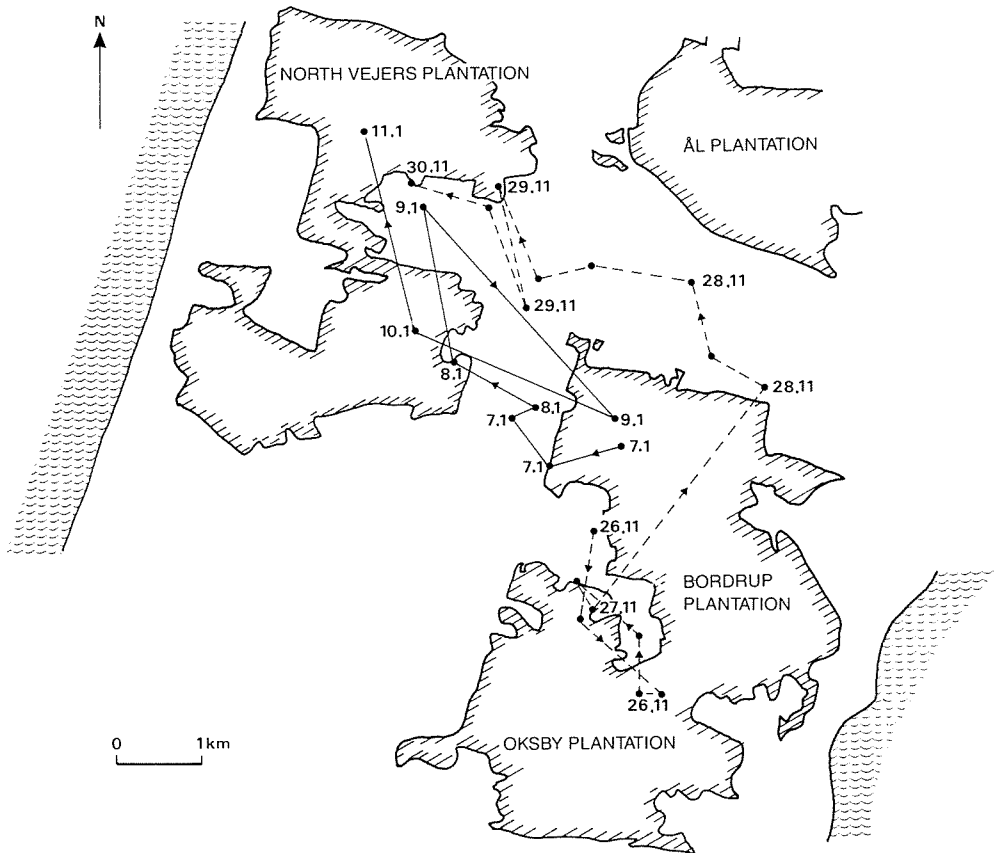 N
NORTH VEJERS PLANTATION
11.1
ÅL PLANTATION
30.11
29.11
9.1
28.11
29.11
10.1
8.1
28.11
8.1
7.1
9.1
7.1
7.1
26.11
BORDRUP
PLANTATION
27.11
26.11
OKSBY PLANTATION
0 1km